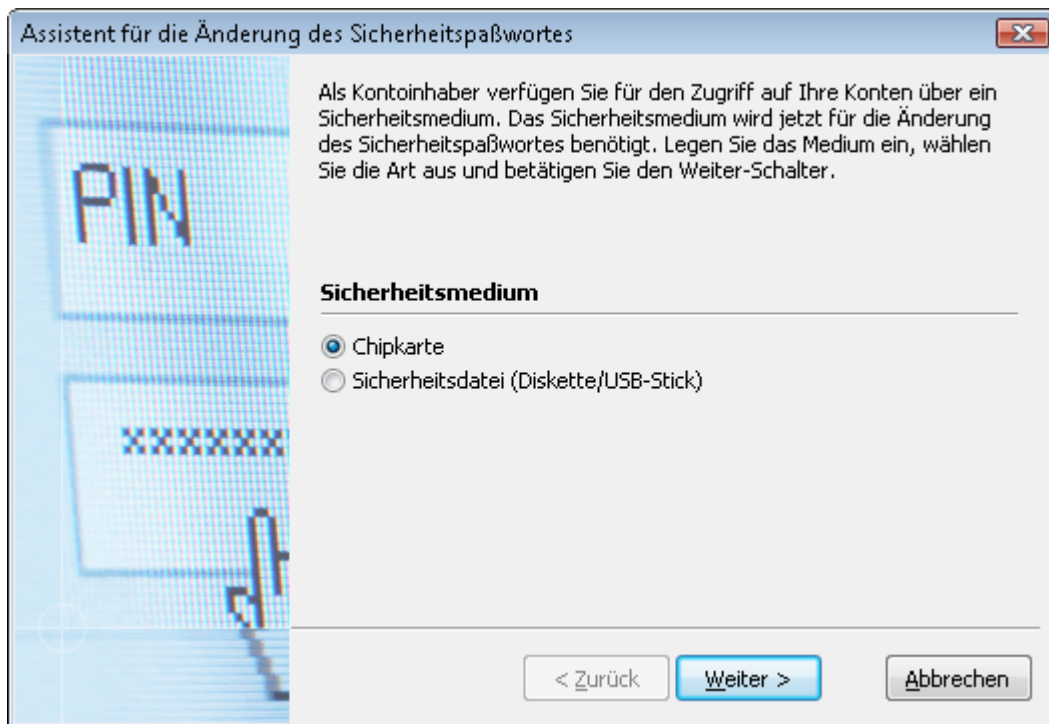 Assistent für die Änderung des Sicherheitspaßwortes
Als Kontoinhaber verfügen Sie für den Zugriff auf Ihre Konten über ein
Sicherheitsmedium. Das Sicherheitsmedium wird jetzt für die Änderung
des Sicherheitspaßwortes benötigt. Legen Sie das Medium ein, wählen
Sie die Art aus und betätigen Sie den Weiter-Schalter.
PIN
xxxxxxx
Sicherheitsmedium
Chipkarte
Sicherheitsdatei (Diskette/USB-Stick)
< Zurück
Weiter >
Abbrechen